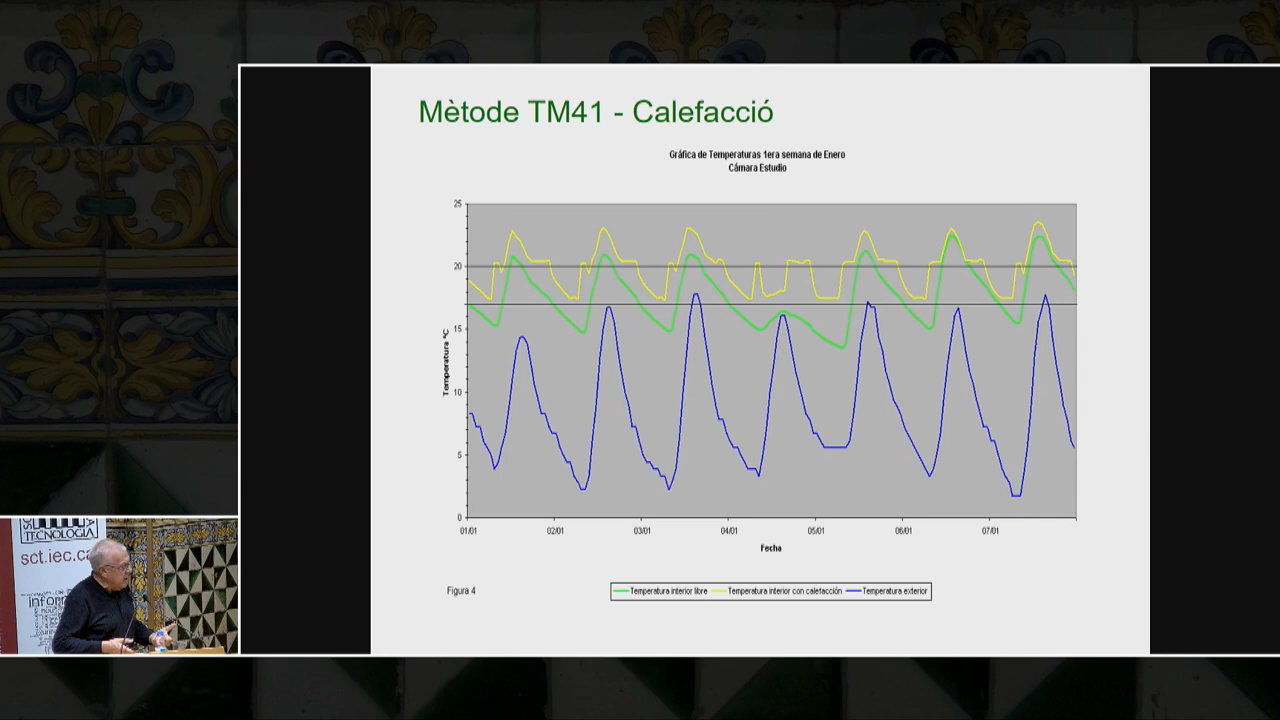 Mètode TM41 - Calefacció
Gráfica de Temperaturas 1era semana de Enero
Cámara Estudio
25
20
15
10
5
0
Temperatura ºC
01/01 02/01 03/01 04/01 05/01 06/01 07/01
Fecha
Figura 4
Temperatura interior libre Temperatura interior con calefacción Temperatura exterior
TECNOLOGIA
sct.iec.ca